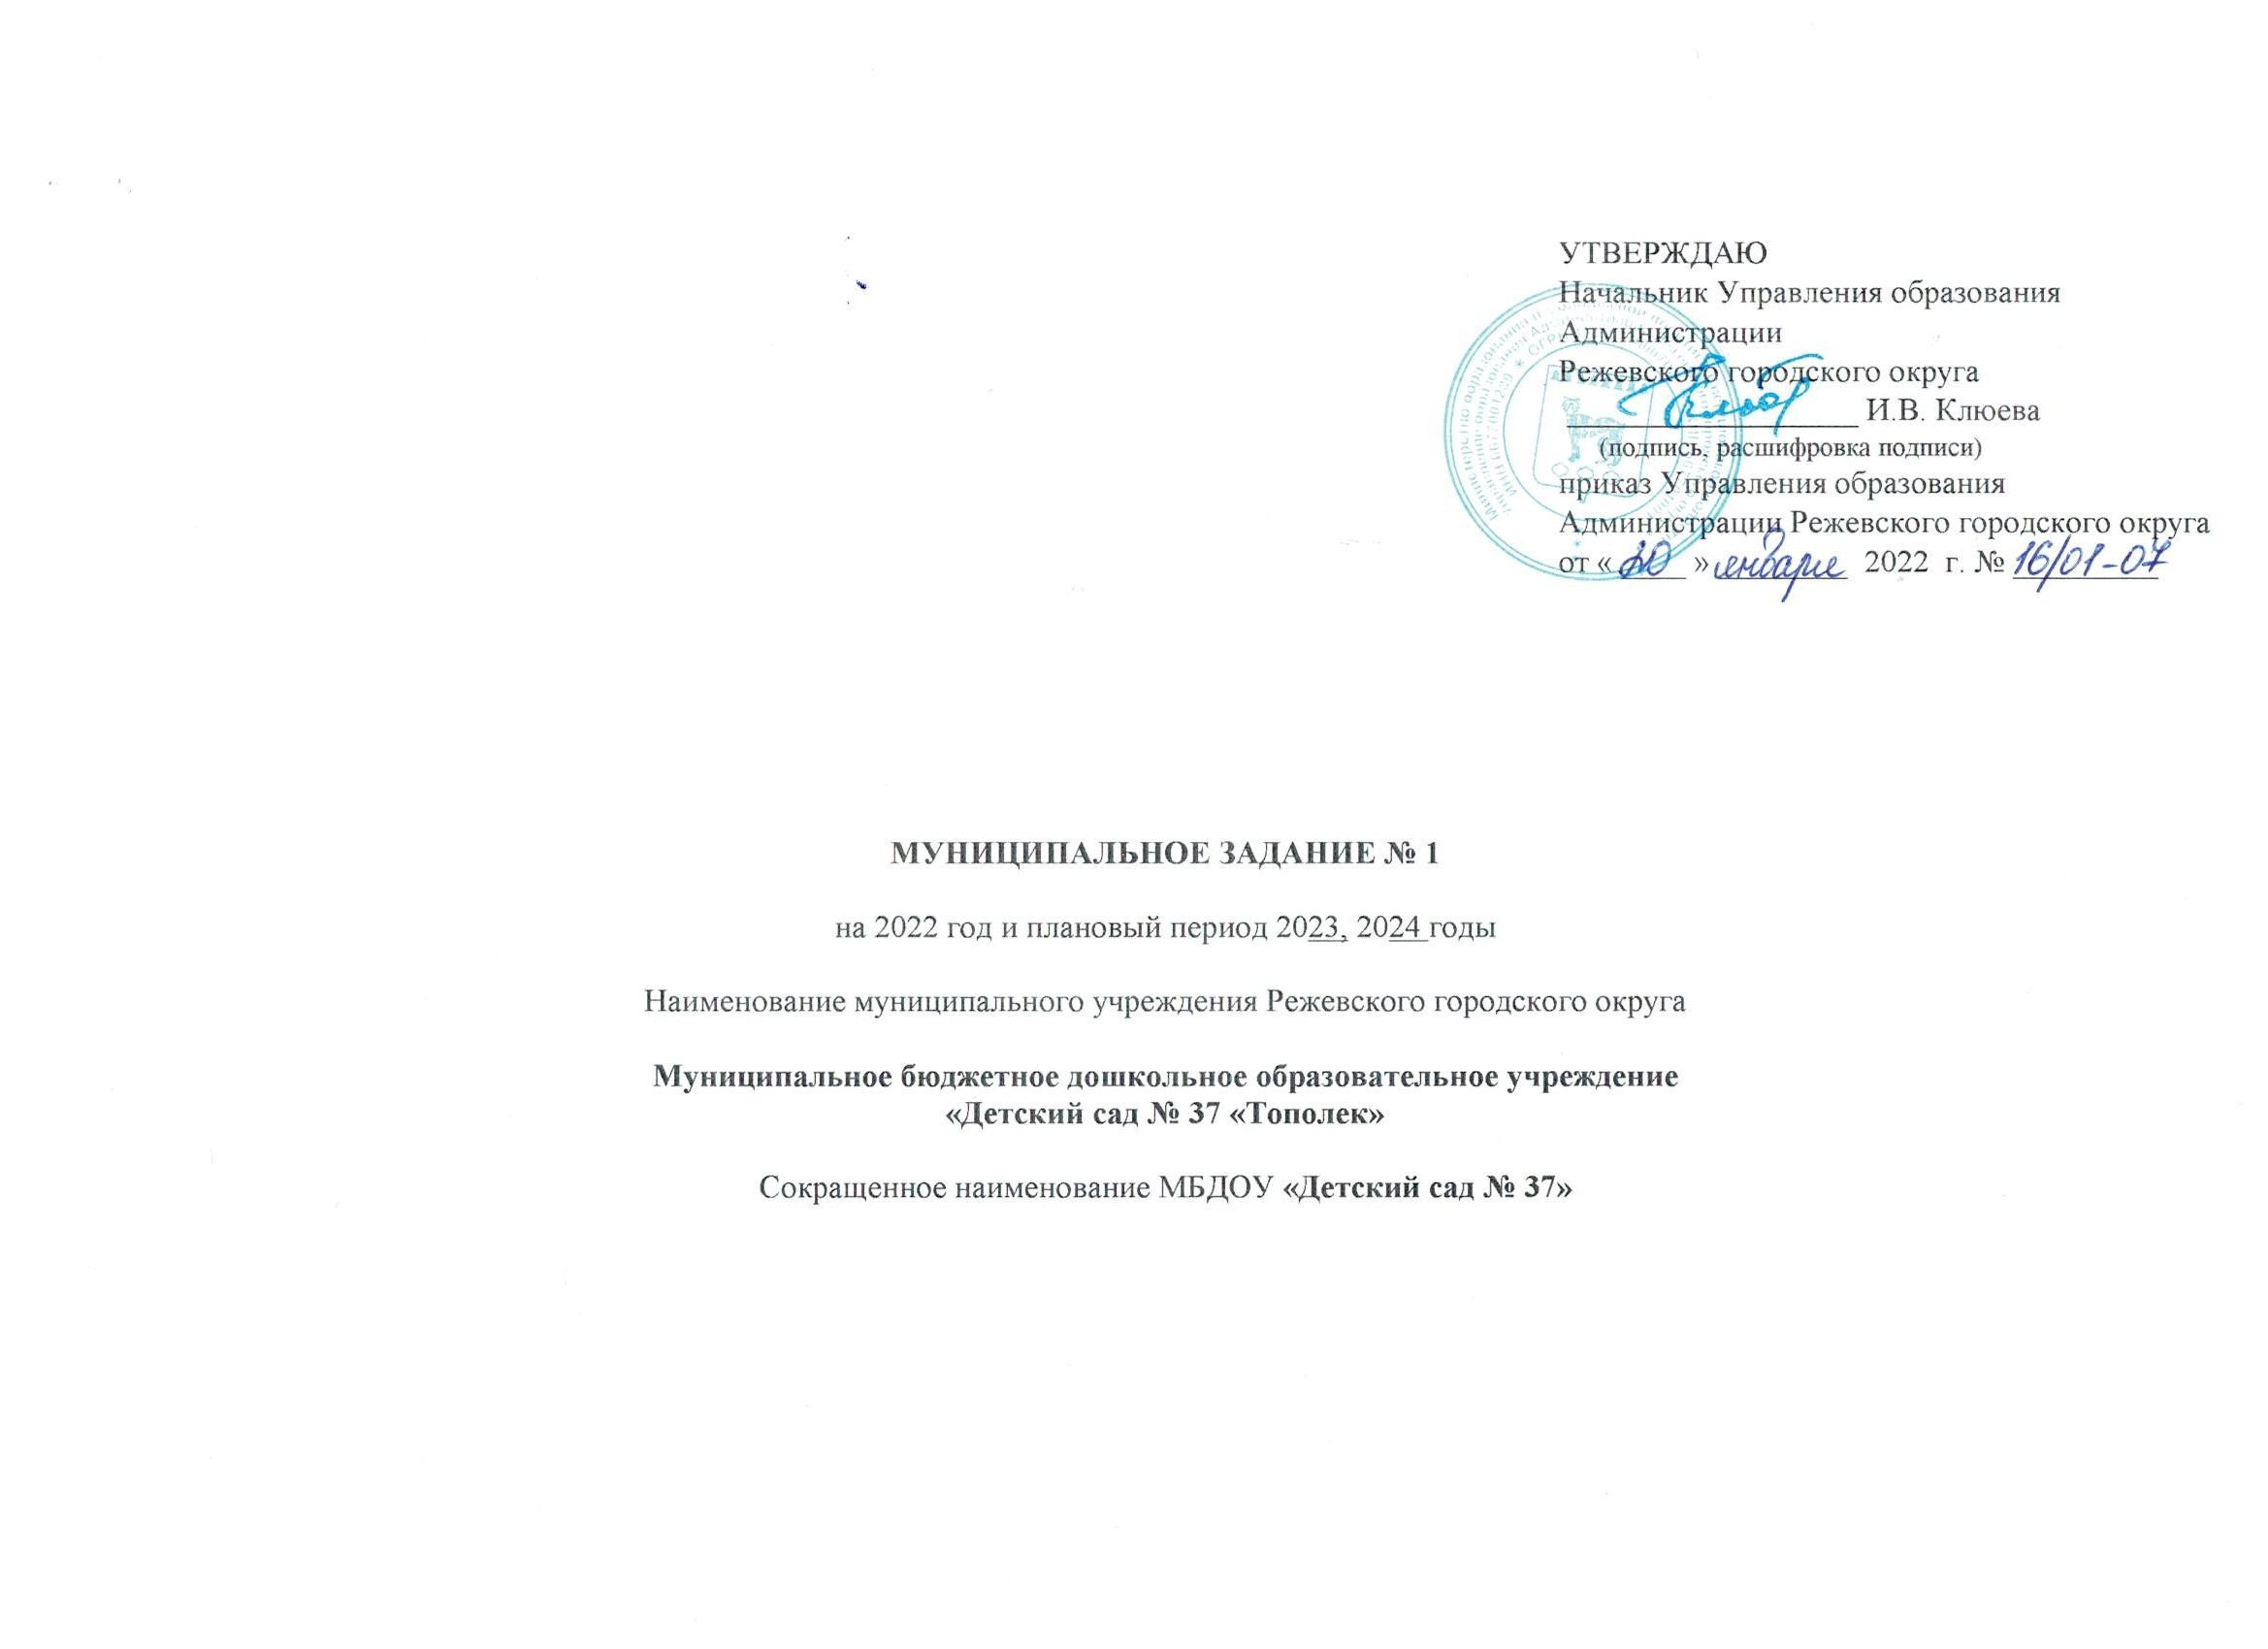 УТВЕРЖДАЮ
Начальник Управления образования
Администрации
Режевского городского округа
И.В. Клюева
(подпись, расшифровка подписи)
приказ Управления образования
Администрации Режевского городского округа
от « » января 2022 г. № 16/01-07
МУНИЦИПАЛЬНОЕ ЗАДАНИЕ № 1
на 2022 год и плановый период 2023, 2024 годы
Наименование муниципального учреждения Режевского городского округа
Муниципальное бюджетное дошкольное образовательное учреждение
«Детский сад № 37 «Тополек»
Сокращенное наименование МБДОУ «Детский сад № 37»